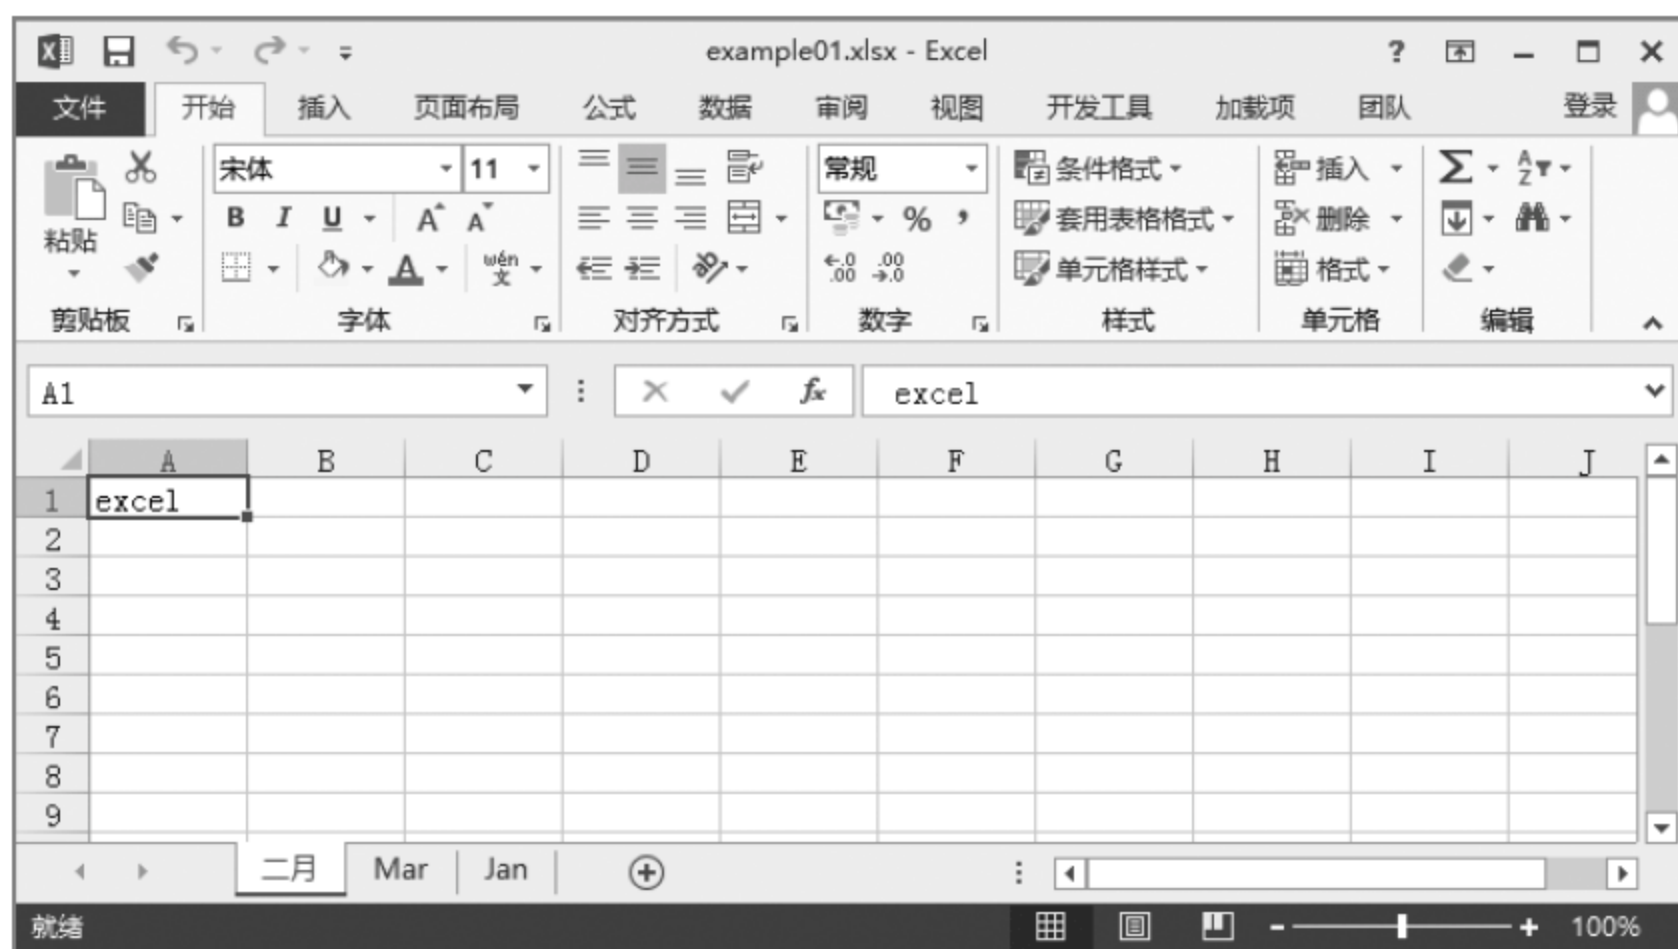 example01.xlsx - Excel
文件 开始 插入 页面布局 公式 数据 审阅 视图 开发工具 加载项 团队 登录
宋体 11 常规 条件格式 插入
粘贴 B I U A A % , 套用表格格式 删除
A wén文 .0 .00 .00 .0 单元格样式 格式
剪贴板 字体 对齐方式 数字 样式 单元格 编辑
A1 fx excel
A B C D E F G H I J
1 excel
2
3
4
5
6
7
8
9
二月 Mar Jan
就绪 100%